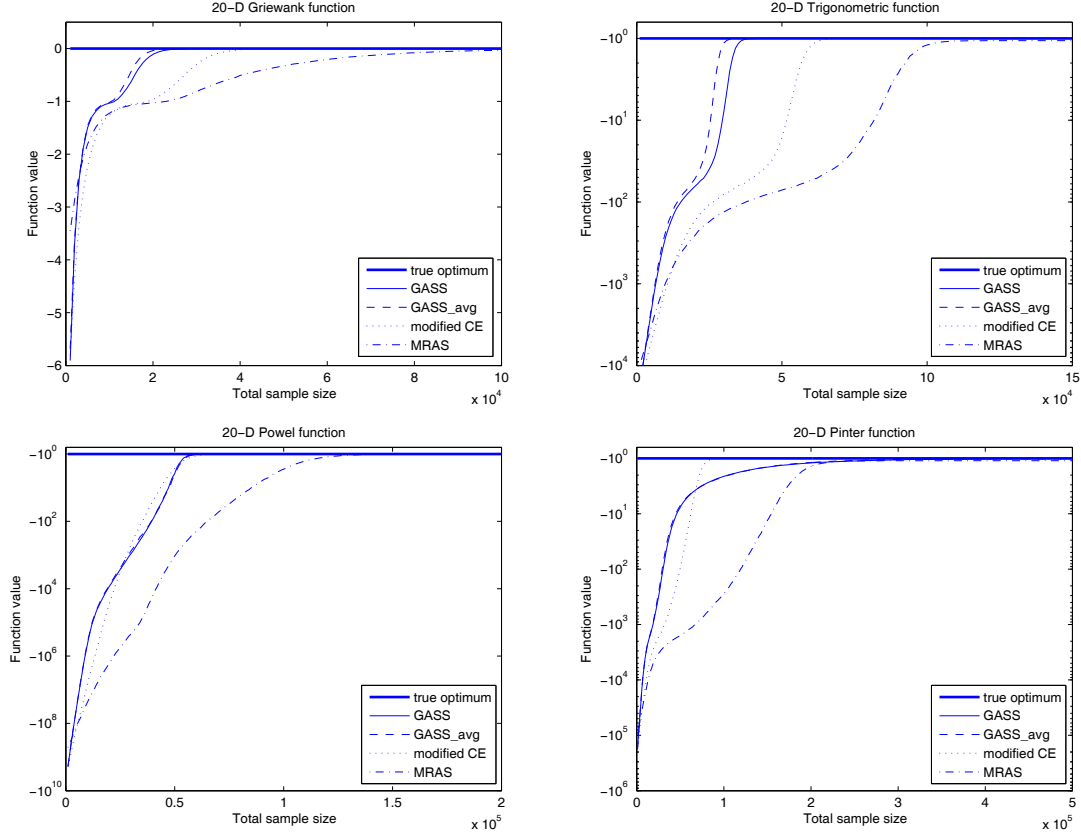 20−D Griewank function
0
−1
−2
−3
−4
−5
−6
Function value
0 2 4 6 8 10
x 10^4
Total sample size
true optimum
GASS
GASS_avg
modified CE
MRAS
20−D Trigonometric function
−10^0
−10^1
−10^2
−10^3
−10^4
Function value
0 5 10 15
x 10^4
Total sample size
true optimum
GASS
GASS_avg
modified CE
MRAS
20−D Powel function
−10^0
−10^2
−10^4
−10^6
−10^8
−10^10
Function value
0 0.5 1 1.5 2
x 10^5
Total sample size
true optimum
GASS
GASS_avg
modified CE
MRAS
20−D Pinter function
−10^0
−10^1
−10^2
−10^3
−10^4
−10^5
−10^6
Function value
0 1 2 3 4 5
x 10^5
Total sample size
true optimum
GASS
GASS_avg
modified CE
MRAS